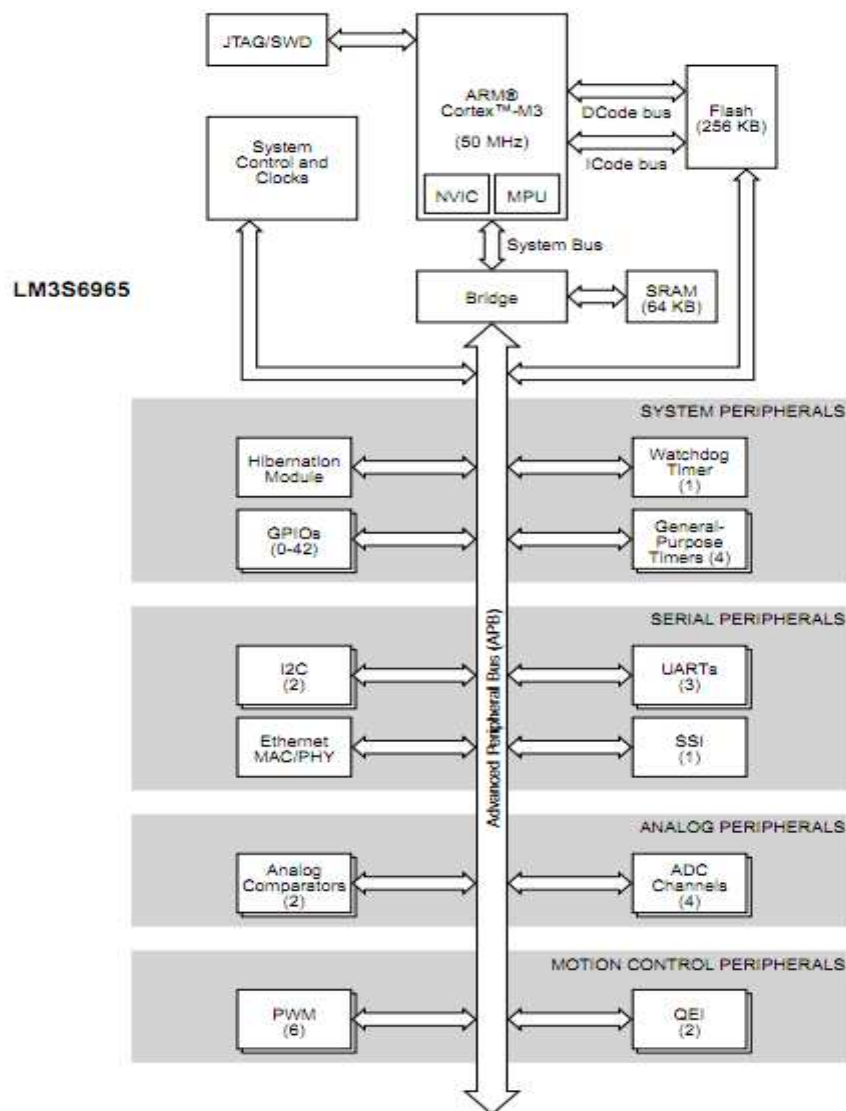 JTAG/SWD
ARM®
Cortex™-M3
(50 MHz)
NVIC
MPU
DCode bus
ICode bus
Flash
(256 KB)
System
Control and
Clocks
System Bus
LM3S6965
Bridge
SRAM
(64 KB)
SYSTEM PERIPHERALS
Hibernation
Module
Watchdog
Timer
(1)
GPIOs
(0-42)
General-
Purpose
Timers (4)
Advanced Peripheral Bus (APB)
SERIAL PERIPHERALS
I2C
(2)
UARTs
(3)
Ethernet
MAC/PHY
SSI
(1)
ANALOG PERIPHERALS
Analog
Comparators
(2)
ADC
Channels
(4)
MOTION CONTROL PERIPHERALS
PWM
(6)
QEI
(2)